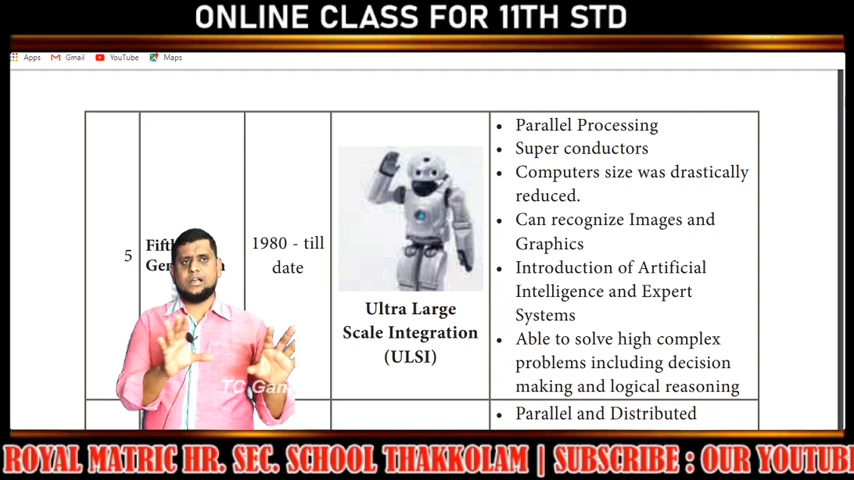 ONLINE CLASS FOR 11TH STD
Apps Gmail YouTube Maps
5
1980 - till
date
Ultra Large
Scale Integration
(ULSI)
• Parallel Processing
• Super conductors
• Computers size was drastically
reduced.
• Can recognize Images and
Graphics
• Introduction of Artificial
Intelligence and Expert
Systems
• Able to solve high complex
problems including decision
making and logical reasoning
• Parallel and Distributed
TC
ROYAL MATRIC HR. SEC. SCHOOL THAKKOLAM | SUBSCRIBE : OUR